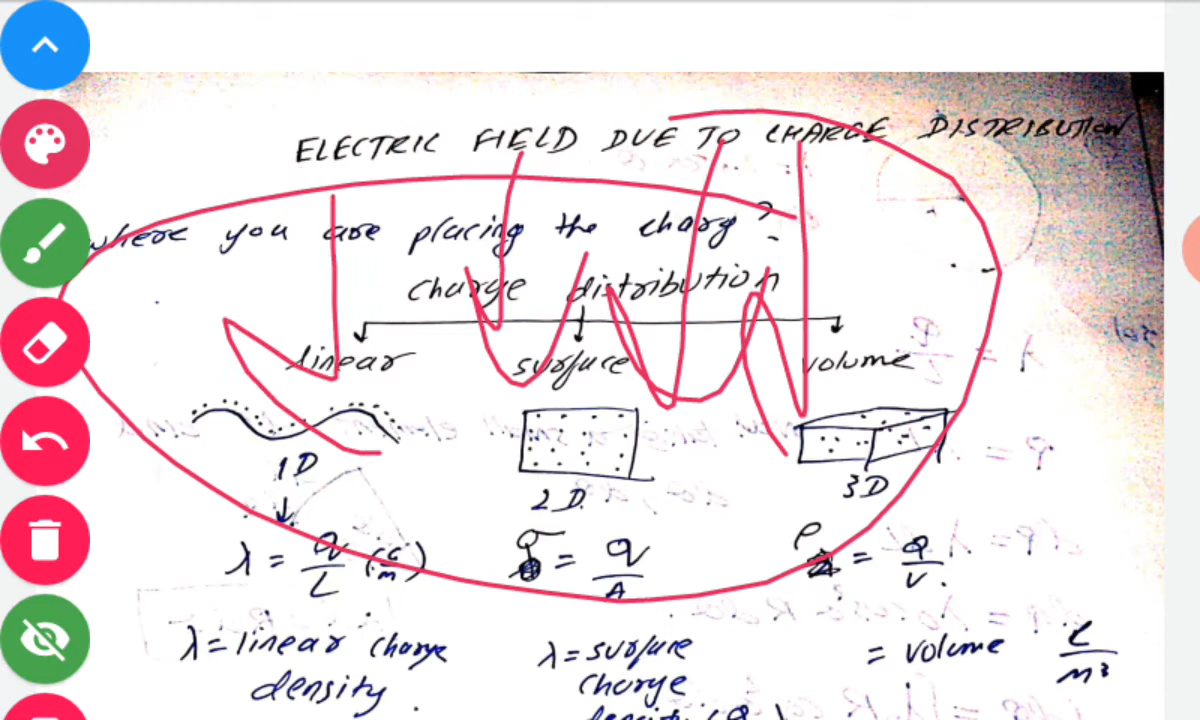 ELECTRIC FIELD DUE TO CHARGE DISTRIBUTION
where you are placing the charg ?
charge distribution
linear surface volume
1D 2D. 3D
λ = q/L (c/m) σ = q/A ρ = q/v.
λ = linear charge density.
λ = surface charge
= volume c/m³